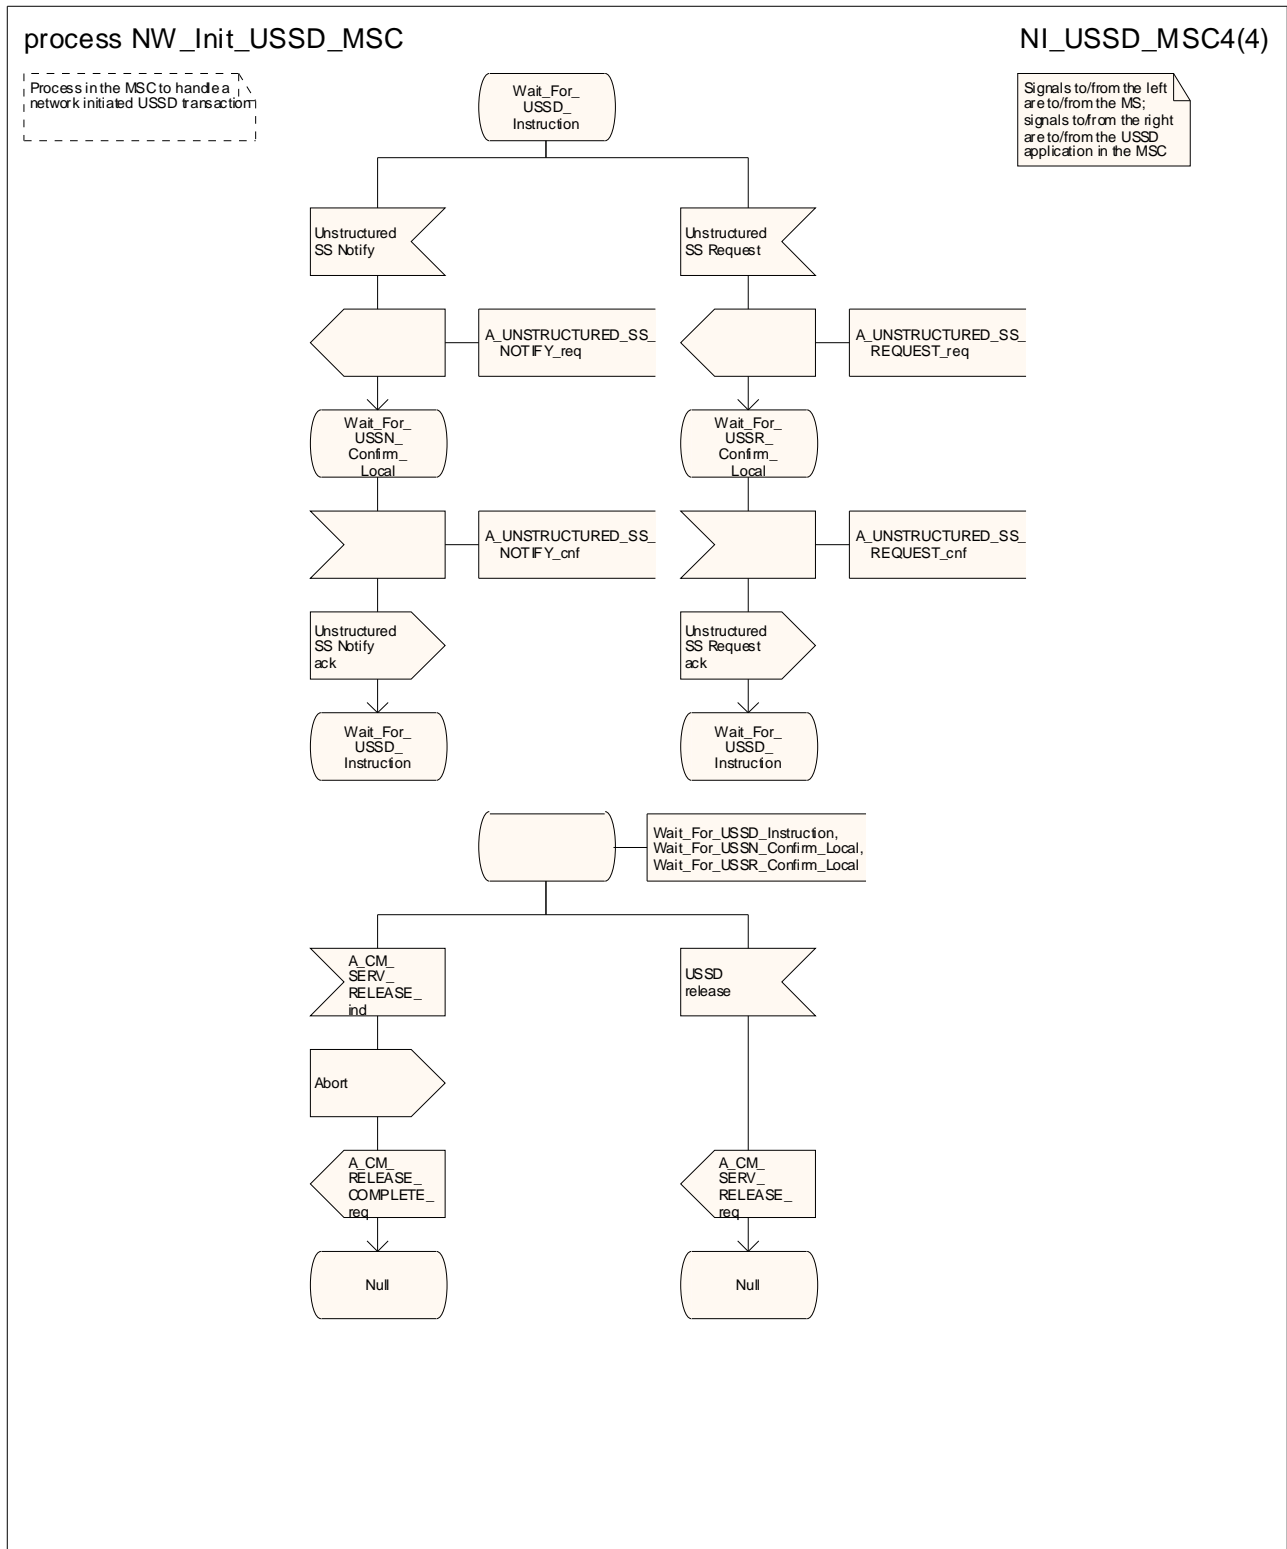 process NW_Init_USSD_MSC
NI_USSD_MSC4(4)
Process in the MSC to handle a
network initiated USSD transaction
Signals to/from the left
are to/from the MS;
signals to/from the right
are to/from the USSD
application in the MSC
Wait_For_
USSD_
Instruction
Unstructured
SS Notify
Unstructured
SS Request
A_UNSTRUCTURED_SS_
NOTIFY_req
A_UNSTRUCTURED_SS_
REQUEST_req
Wait_For_
USSN_
Confirm_
Local
Wait_For_
USSR_
Confirm_
Local
A_UNSTRUCTURED_SS_
NOTIFY_cnf
A_UNSTRUCTURED_SS_
REQUEST_cnf
Unstructured
SS Notify
ack
Unstructured
SS Request
ack
Wait_For_
USSD_
Instruction
Wait_For_
USSD_
Instruction
Wait_For_USSD_Instruction,
Wait_For_USSN_Confirm_Local,
Wait_For_USSR_Confirm_Local
A_CM_
SERV_
RELEASE_
ind
USSD
release
Abort
A_CM_
RELEASE_
COMPLETE_
req
A_CM_
SERV_
RELEASE_
req
Null
Null